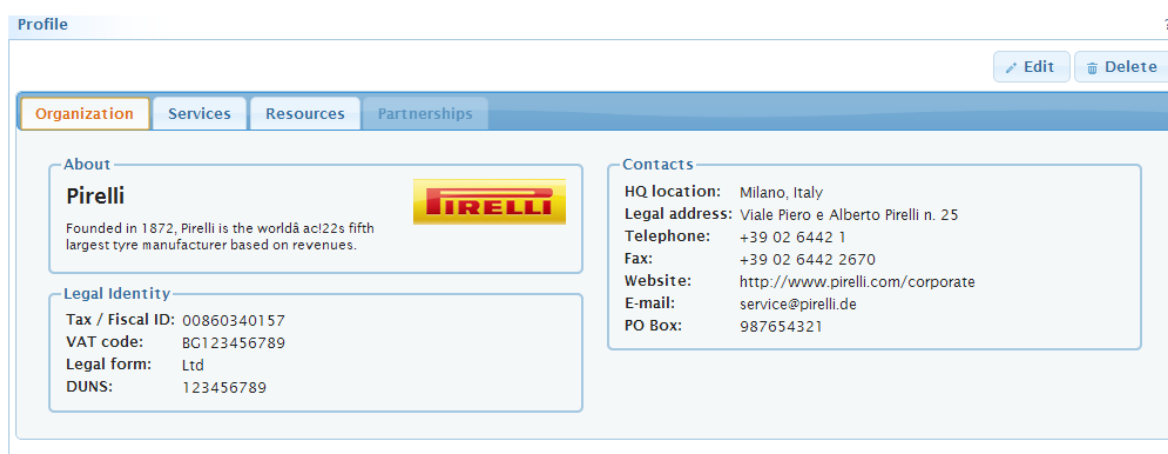 Profile
?
Edit Delete
Organization Services Resources Partnerships
About
Pirelli
PIRELLI
Founded in 1872, Pirelli is the worldâ ac!22s fifth
largest tyre manufacturer based on revenues.
Legal Identity
Tax / Fiscal ID: 00860340157
VAT code: BG123456789
Legal form: Ltd
DUNS: 123456789
Contacts
HQ location: Milano, Italy
Legal address: Viale Piero e Alberto Pirelli n. 25
Telephone: +39 02 6442 1
Fax: +39 02 6442 2670
Website: http://www.pirelli.com/corporate
E-mail: service@pirelli.de
PO Box: 987654321